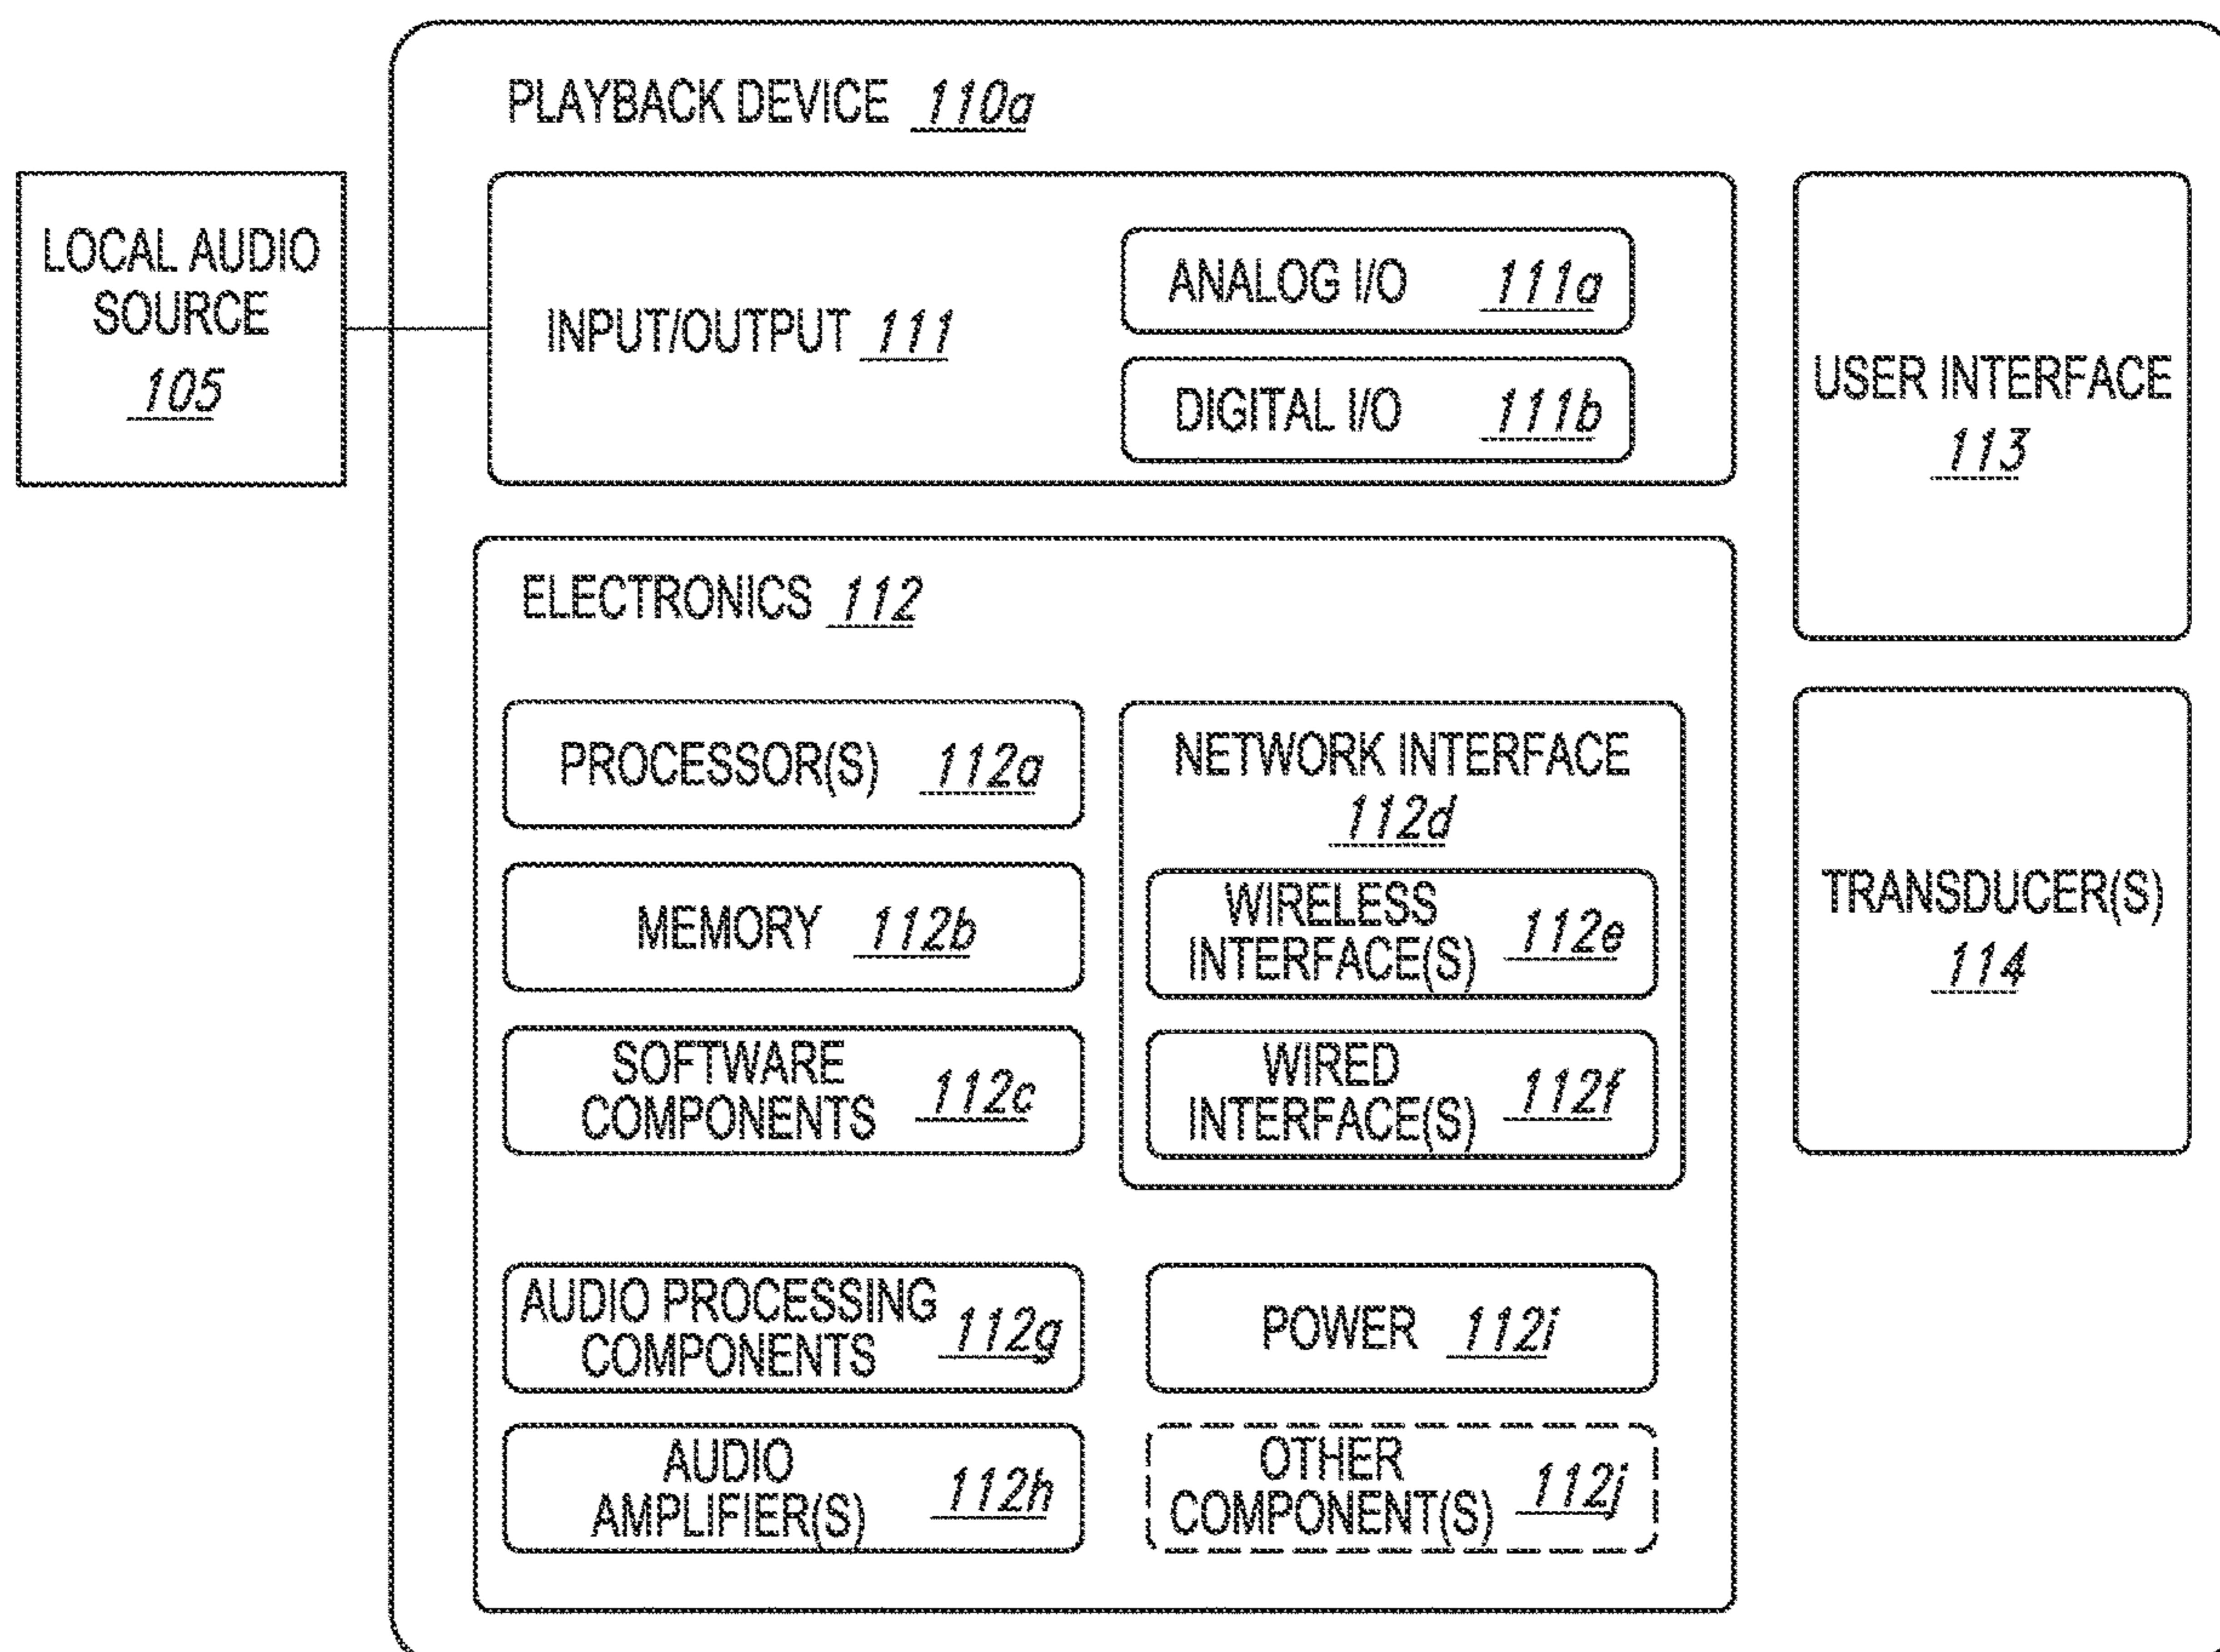 PLAYBACK DEVICE 110a
LOCAL AUDIO
SOURCE
105
INPUT/OUTPUT 111
ANALOG I/O 111a
DIGITAL I/O 111b
USER INTERFACE
113
ELECTRONICS 112
PROCESSOR(S) 112a
MEMORY 112b
SOFTWARE
COMPONENTS 112c
NETWORK INTERFACE
112d
WIRELESS
INTERFACE(S) 112e
WIRED
INTERFACE(S) 112f
TRANSDUCER(S)
114
AUDIO PROCESSING
COMPONENTS 112g
POWER 112i
AUDIO
AMPLIFIER(S) 112h
OTHER
COMPONENT(S) 112j